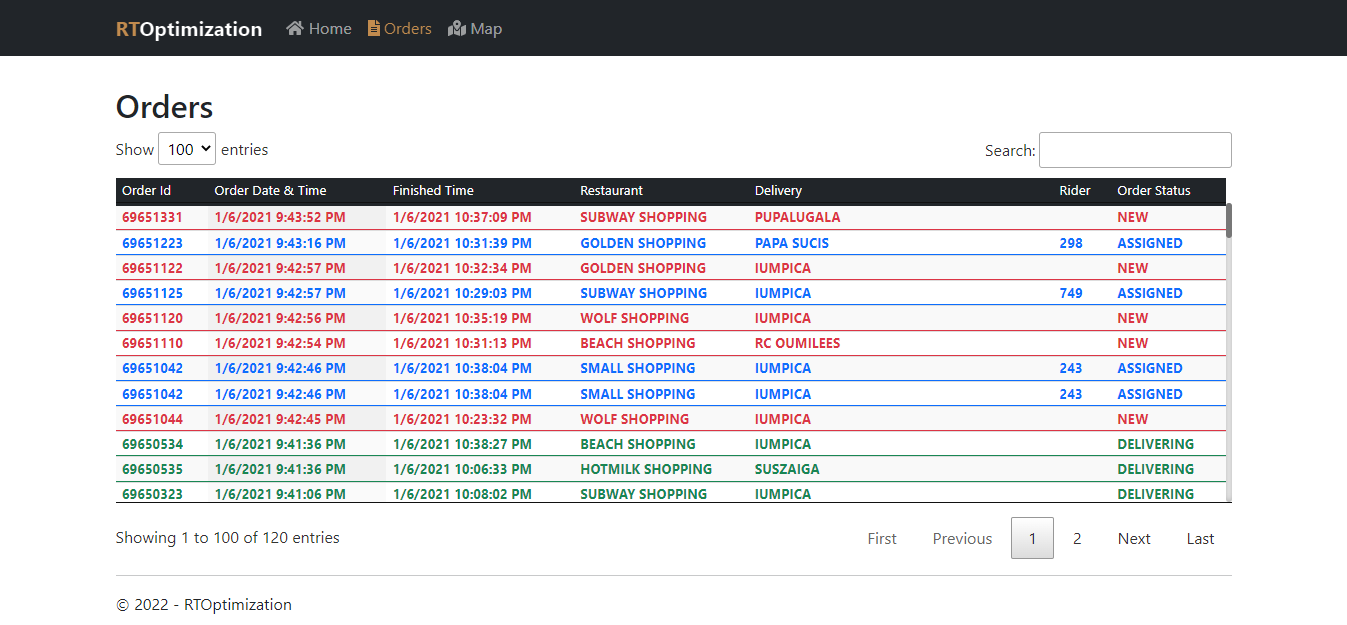 RTOptimization Home Orders Map
Orders
Show 100 entries Search:
Order Id Order Date & Time Finished Time Restaurant Delivery Rider Order Status
69651331 1/6/2021 9:43:52 PM 1/6/2021 10:37:09 PM SUBWAY SHOPPING PUPALUGALA NEW
69651223 1/6/2021 9:43:16 PM 1/6/2021 10:31:39 PM GOLDEN SHOPPING PAPA SUCIS 298 ASSIGNED
69651122 1/6/2021 9:42:57 PM 1/6/2021 10:32:34 PM GOLDEN SHOPPING IUMPICA NEW
69651125 1/6/2021 9:42:57 PM 1/6/2021 10:29:03 PM SUBWAY SHOPPING IUMPICA 749 ASSIGNED
69651120 1/6/2021 9:42:56 PM 1/6/2021 10:35:19 PM WOLF SHOPPING IUMPICA NEW
69651110 1/6/2021 9:42:54 PM 1/6/2021 10:31:13 PM BEACH SHOPPING RC OUMILEES NEW
69651042 1/6/2021 9:42:46 PM 1/6/2021 10:38:04 PM SMALL SHOPPING IUMPICA 243 ASSIGNED
69651042 1/6/2021 9:42:46 PM 1/6/2021 10:38:04 PM SMALL SHOPPING IUMPICA 243 ASSIGNED
69651044 1/6/2021 9:42:45 PM 1/6/2021 10:23:32 PM WOLF SHOPPING IUMPICA NEW
69650534 1/6/2021 9:41:36 PM 1/6/2021 10:38:27 PM BEACH SHOPPING IUMPICA DELIVERING
69650535 1/6/2021 9:41:36 PM 1/6/2021 10:06:33 PM HOTMILK SHOPPING SUSZAIGA DELIVERING
69650323 1/6/2021 9:41:06 PM 1/6/2021 10:08:02 PM SUBWAY SHOPPING IUMPICA DELIVERING
Showing 1 to 100 of 120 entries First Previous 1 2 Next Last
© 2022 - RTOptimization